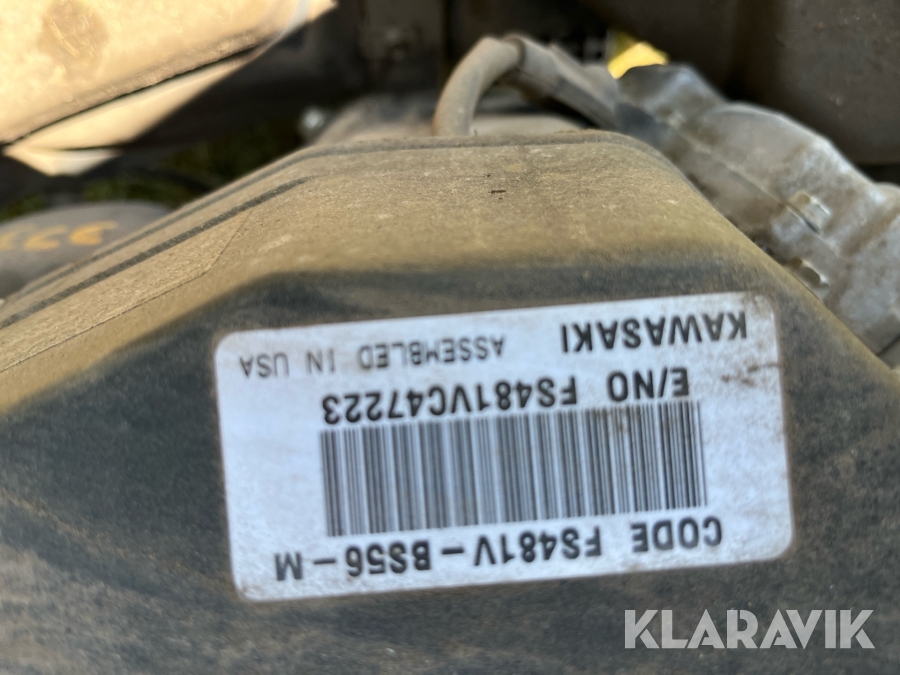 KAWASAKI ASSEMBLED IN USA
E/NO FS481VC47223
CODE FS481V-BS56-M
KLARAVIK